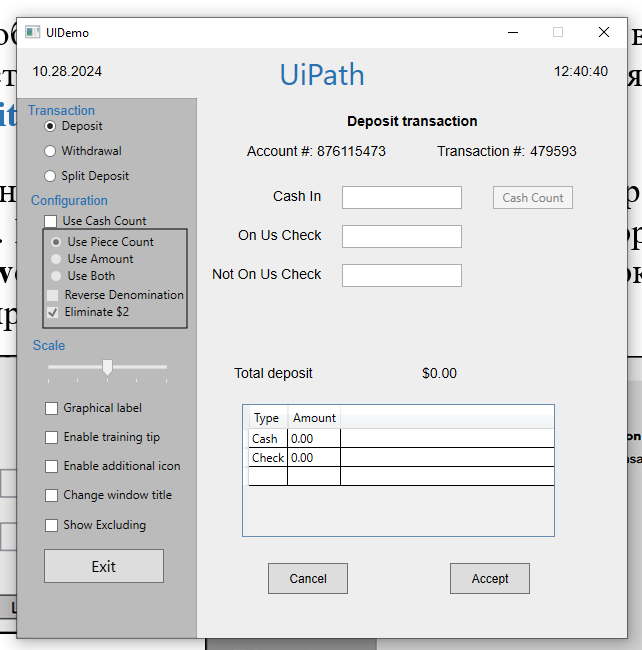 UIDemo
10.28.2024
UiPath
12:40:40
Transaction
Deposit
Withdrawal
Split Deposit
Configuration
Use Cash Count
Use Piece Count
Use Amount
Use Both
Reverse Denomination
Eliminate $2
Scale
Graphical label
Enable training tip
Enable additional icon
Change window title
Show Excluding
Exit
Deposit transaction
Account #: 876115473 Transaction #: 479593
Cash In
Cash Count
On Us Check
Not On Us Check
Total deposit $0.00
Type Amount
Cash 0.00
Check 0.00
Cancel Accept